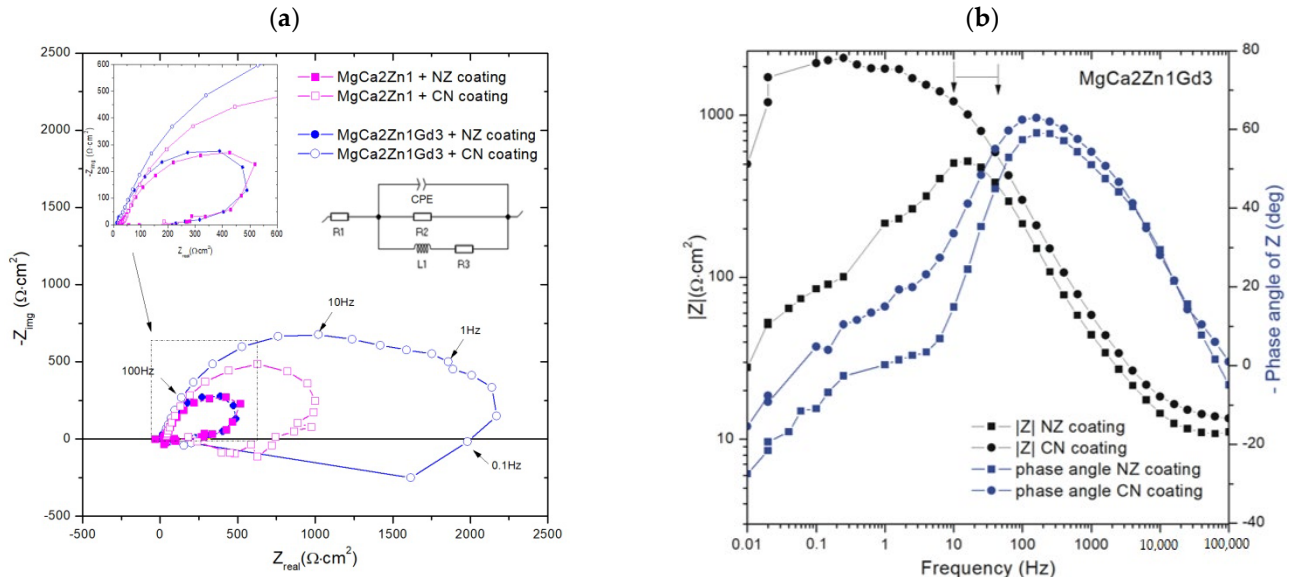 (a)
2500
2000
1500
1000
500
0
-500
-Z_img (Ω·cm²)
-500 0 500 1000 1500 2000 2500
Z_real(Ω·cm²)
600
500
400
300
200
100
0
-Z_img (Ω·cm²)
0 100 200 300 400 500 600
Z_real(Ω·cm²)
MgCa2Zn1 + NZ coating
MgCa2Zn1 + CN coating
MgCa2Zn1Gd3 + NZ coating
MgCa2Zn1Gd3 + CN coating
CPE
R1
R2
L1
R3
10Hz
1Hz
100Hz
0.1Hz
(b)
MgCa2Zn1Gd3
1000
100
10
|Z|(Ω·cm²)
80
60
40
20
0
-20
-40
- Phase angle of Z (deg)
|Z| NZ coating
|Z| CN coating
phase angle NZ coating
phase angle CN coating
0.01 0.1 1 10 100 1000 10,000 100,000
Frequency (Hz)